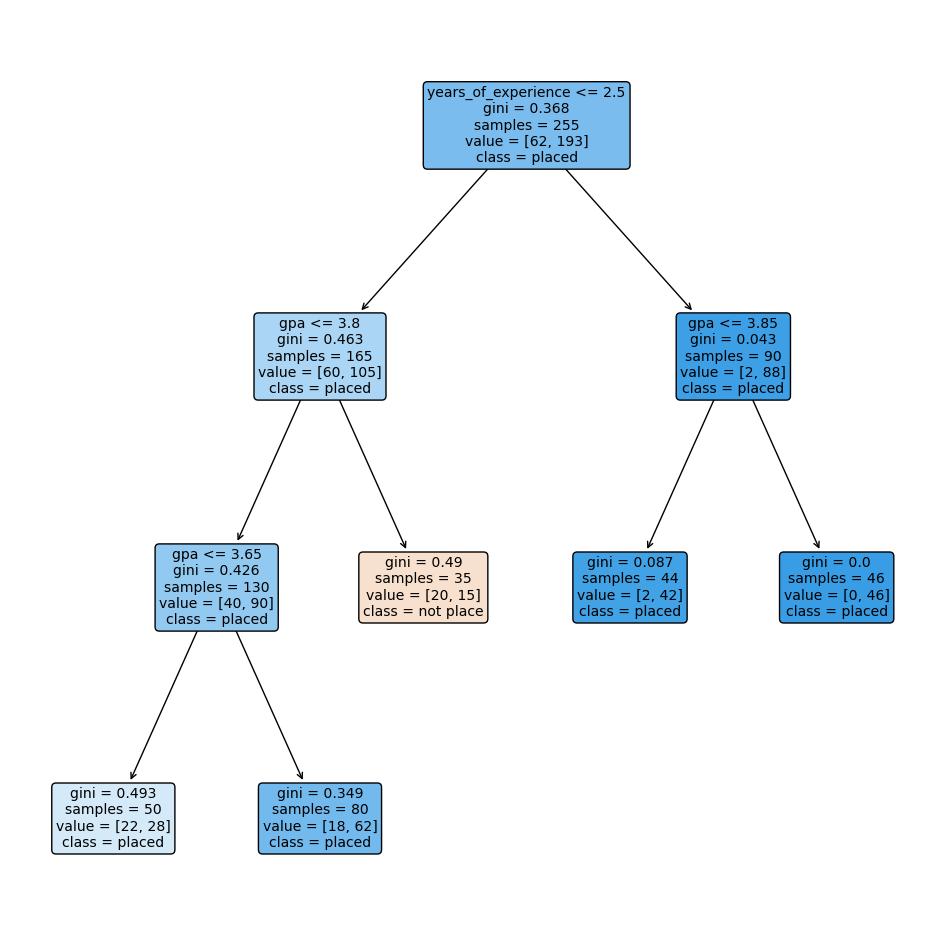 years_of_experience <= 2.5
gini = 0.368
samples = 255
value = [62, 193]
class = placed
gpa <= 3.8
gini = 0.463
samples = 165
value = [60, 105]
class = placed
gpa <= 3.85
gini = 0.043
samples = 90
value = [2, 88]
class = placed
gpa <= 3.65
gini = 0.426
samples = 130
value = [40, 90]
class = placed
gini = 0.49
samples = 35
value = [20, 15]
class = not place
gini = 0.087
samples = 44
value = [2, 42]
class = placed
gini = 0.0
samples = 46
value = [0, 46]
class = placed
gini = 0.493
samples = 50
value = [22, 28]
class = placed
gini = 0.349
samples = 80
value = [18, 62]
class = placed